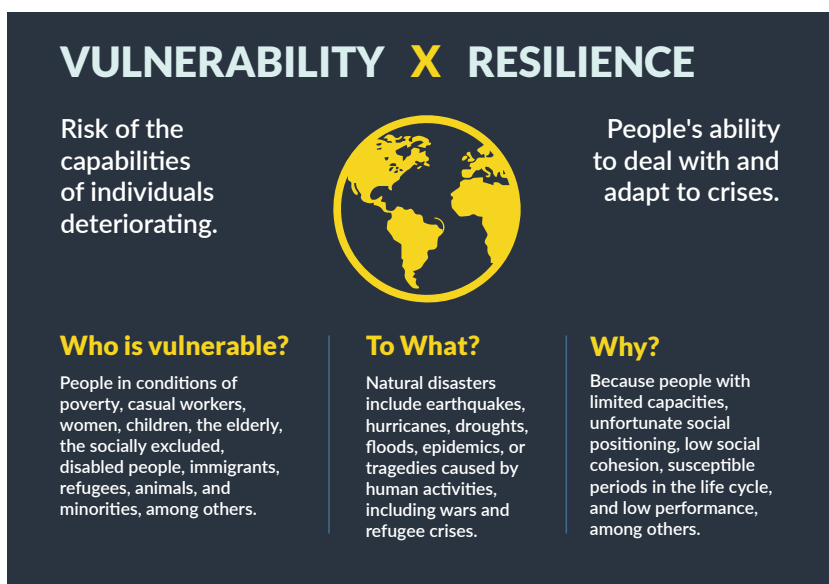 VULNERABILITY X RESILIENCE
Risk of the
capabilities
of individuals
deteriorating.
People's ability
to deal with and
adapt to crises.
Who is vulnerable?
People in conditions of
poverty, casual workers,
women, children, the elderly,
the socially excluded,
disabled people, immigrants,
refugees, animals, and
minorities, among others.
To What?
Natural disasters
include earthquakes,
hurricanes, droughts,
floods, epidemics, or
tragedies caused by
human activities,
including wars and
refugee crises.
Why?
Because people with
limited capacities,
unfortunate social
positioning, low social
cohesion, susceptible
periods in the life cycle,
and low performance,
among others.